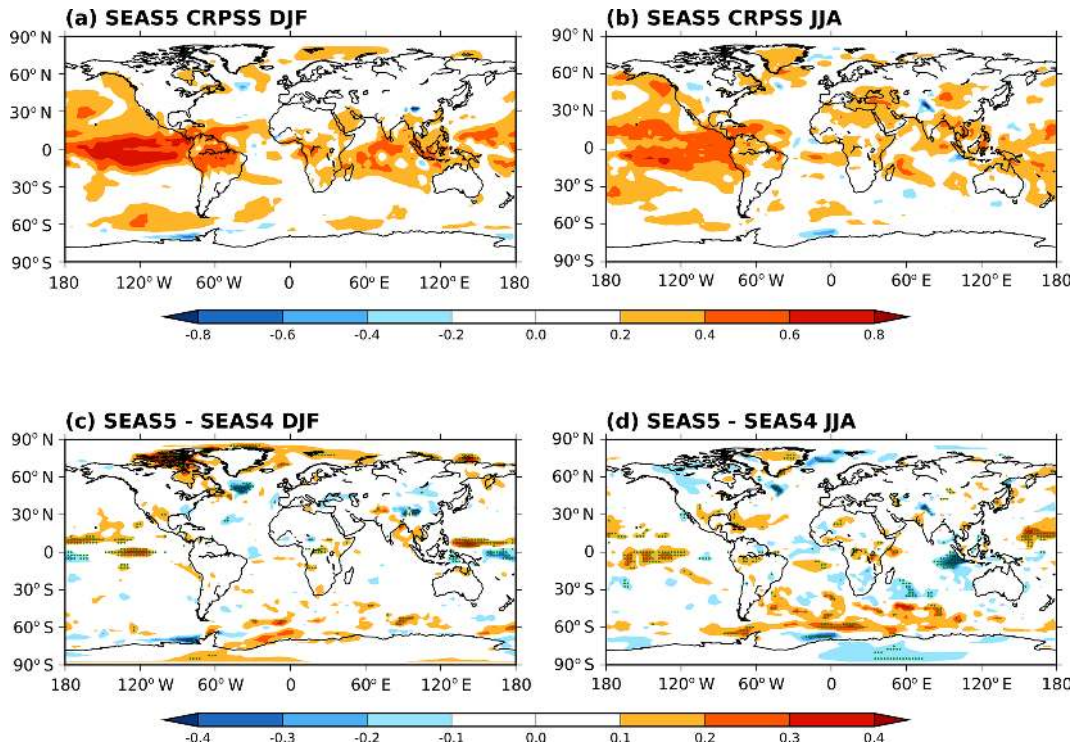 (a) SEAS5 CRPSS DJF
(b) SEAS5 CRPSS JJA
90° N 90° N
60° N 60° N
30° N 30° N
0 0
30° S 30° S
60° S 60° S
90° S 90° S
180 120° W 60° W 0 60° E 120° E 180 180 120° W 60° W 0 60° E 120° E 180
-0.8 -0.6 -0.4 -0.2 0.0 0.2 0.4 0.6 0.8
(c) SEAS5 - SEAS4 DJF
(d) SEAS5 - SEAS4 JJA
90° N 90° N
60° N 60° N
30° N 30° N
0 0
30° S 30° S
60° S 60° S
90° S 90° S
180 120° W 60° W 0 60° E 120° E 180 180 120° W 60° W 0 60° E 120° E 180
-0.4 -0.3 -0.2 -0.1 0.0 0.1 0.2 0.3 0.4